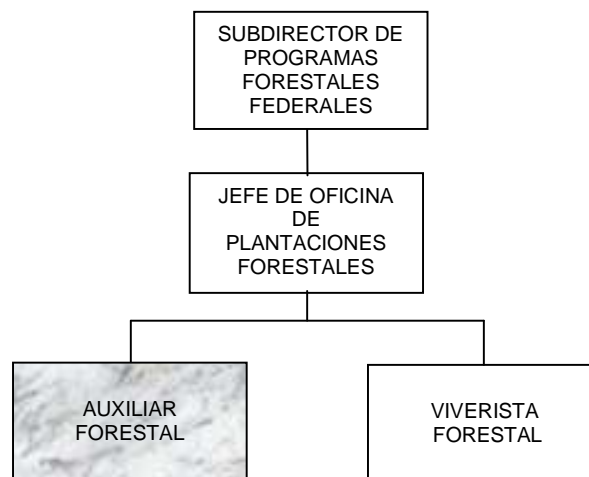 SUBDIRECTOR DE
PROGRAMAS
FORESTALES
FEDERALES
JEFE DE OFICINA
DE
PLANTACIONES
FORESTALES
AUXILIAR
FORESTAL
VIVERISTA
FORESTAL